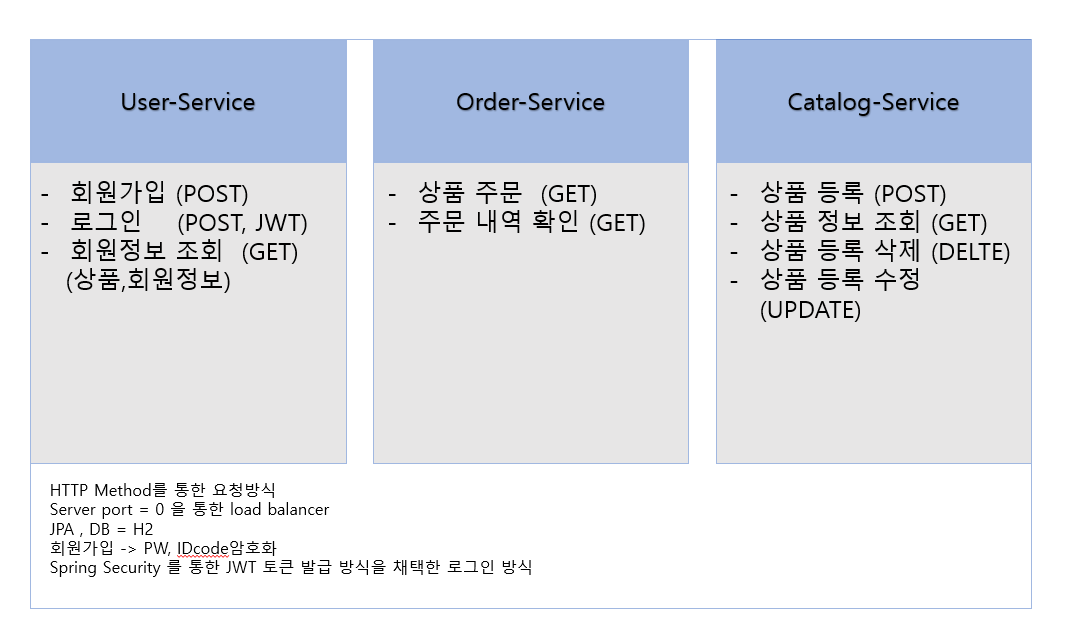 User-Service
- 회원가입 (POST)
- 로그인 (POST, JWT)
- 회원정보 조회 (GET)
(상품,회원정보)
Order-Service
- 상품 주문 (GET)
- 주문 내역 확인 (GET)
Catalog-Service
- 상품 등록 (POST)
- 상품 정보 조회 (GET)
- 상품 등록 삭제 (DELTE)
- 상품 등록 수정
(UPDATE)
HTTP Method를 통한 요청방식
Server port = 0 을 통한 load balancer
JPA , DB = H2
회원가입 -> PW, IDcode암호화
Spring Security 를 통한 JWT 토큰 발급 방식을 채택한 로그인 방식